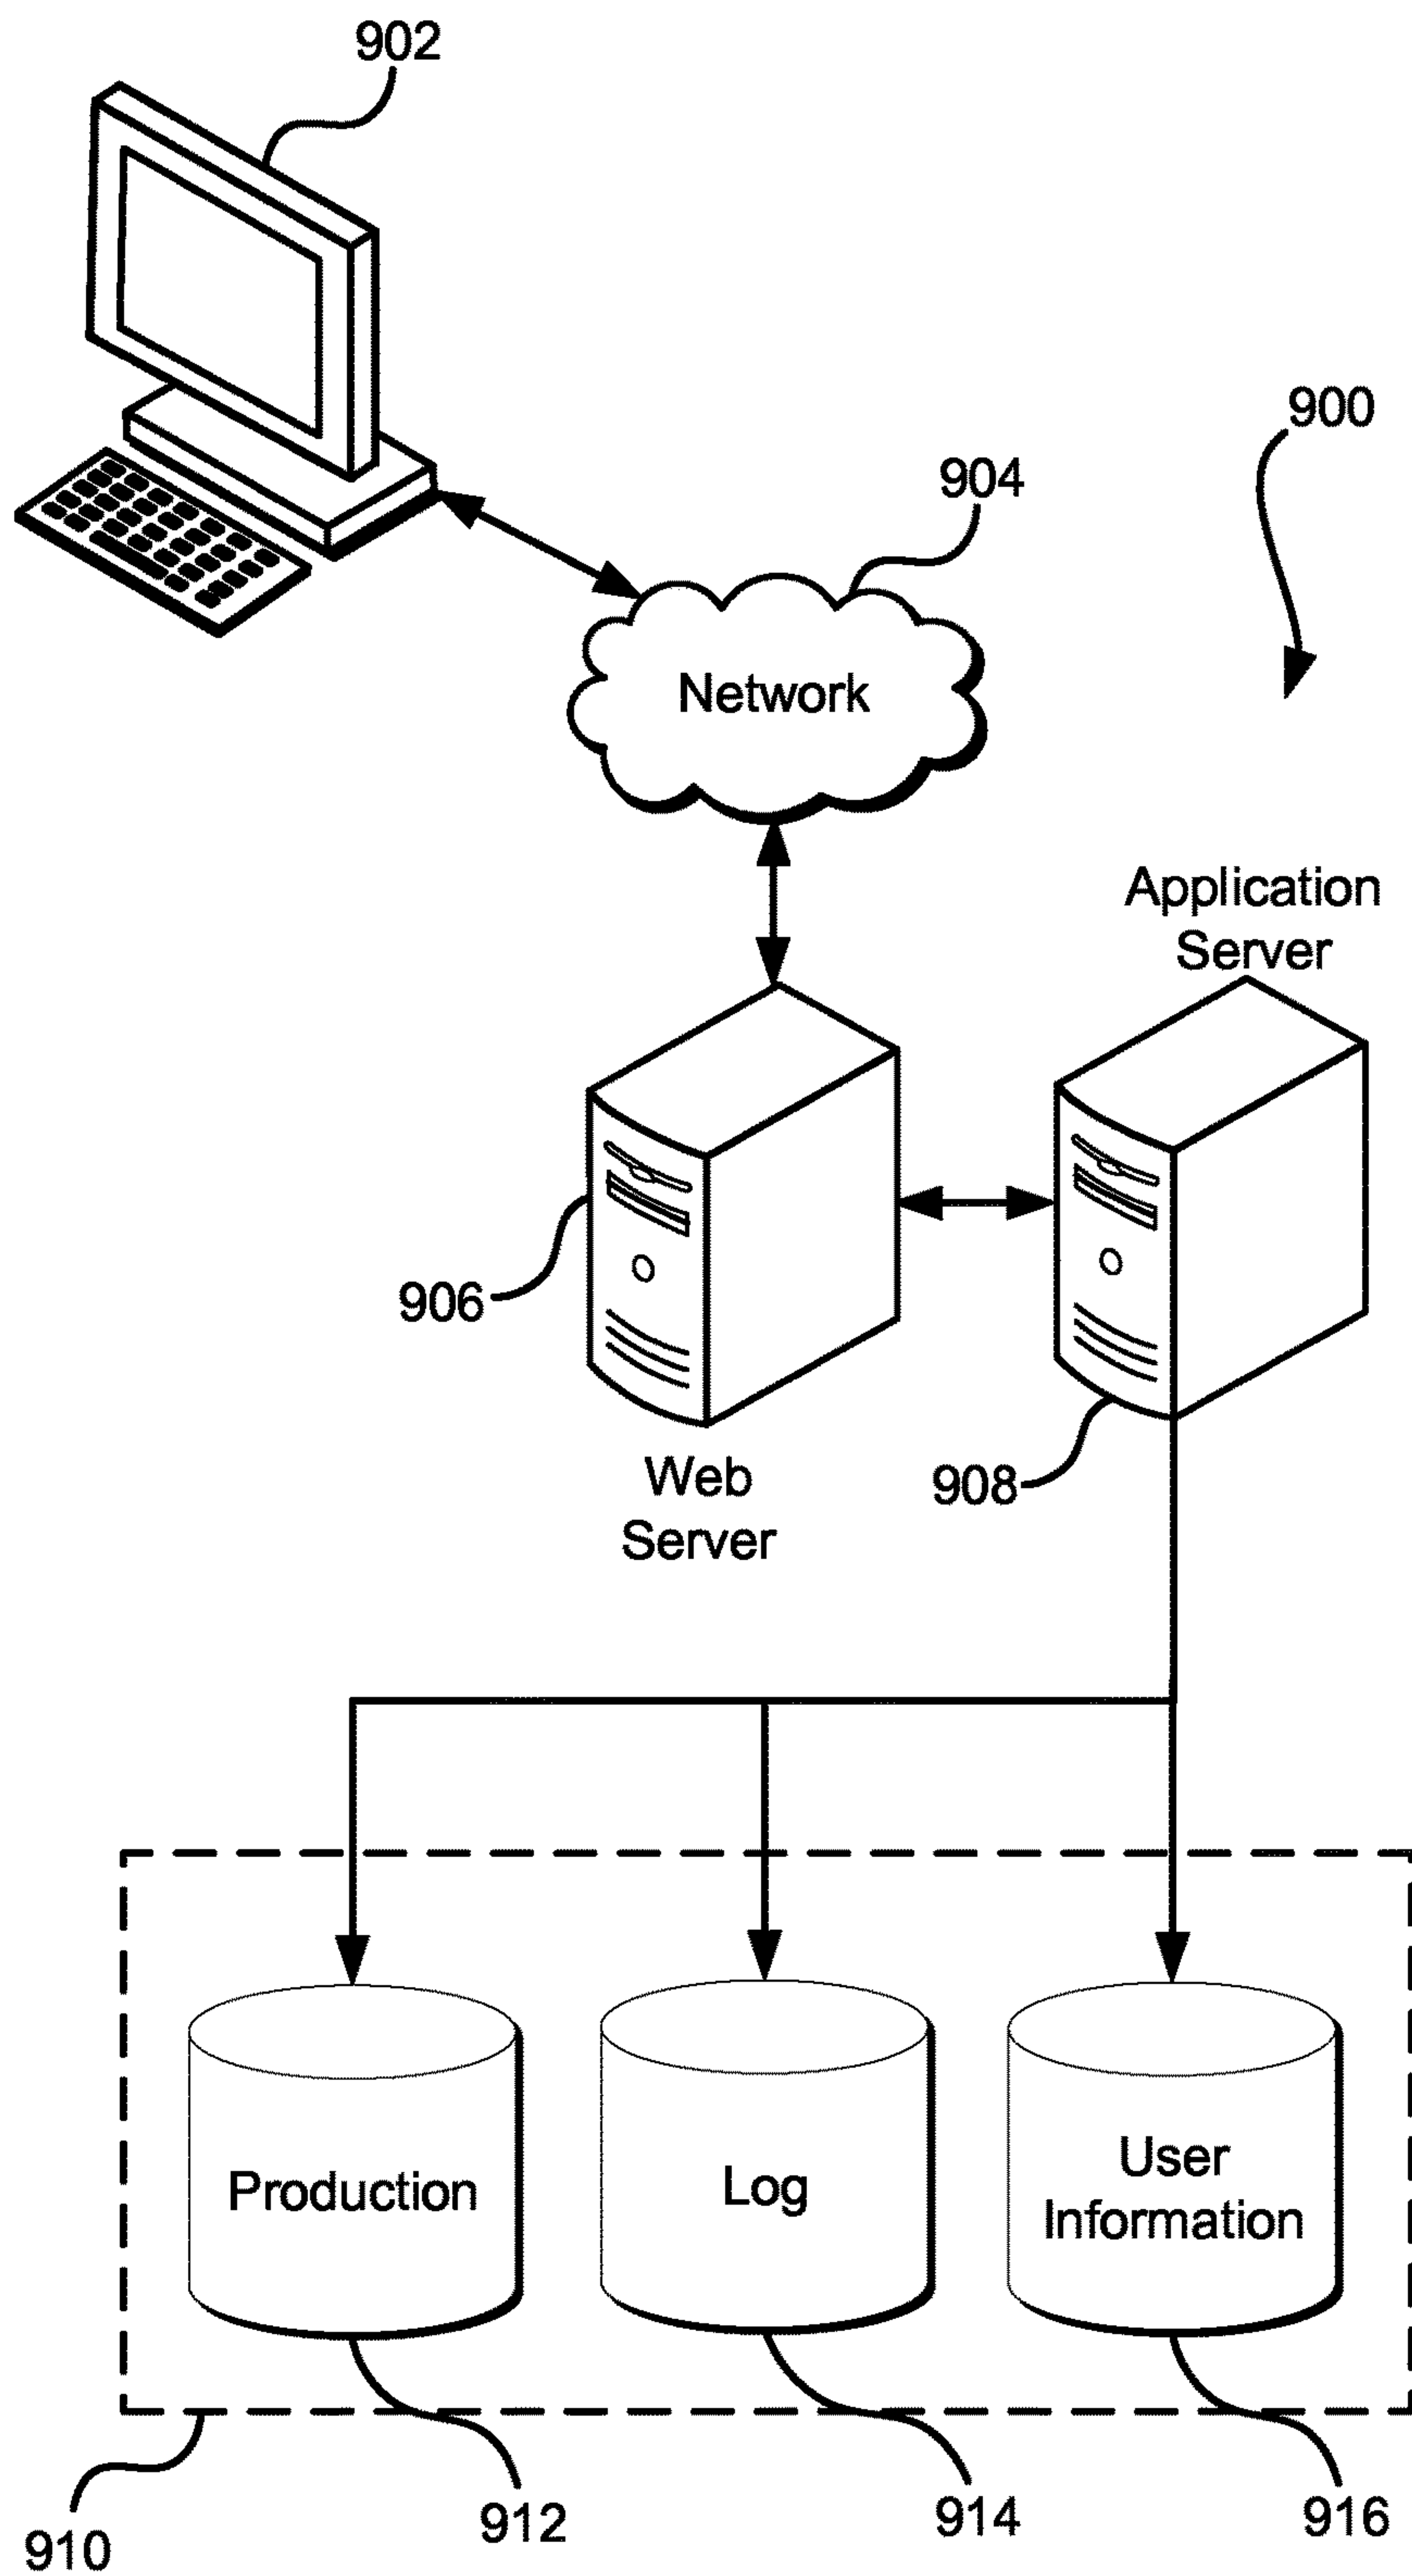 902
900
904
Network
Application
Server
906
908
Web
Server
Production
Log
User
Information
910
912
914
916